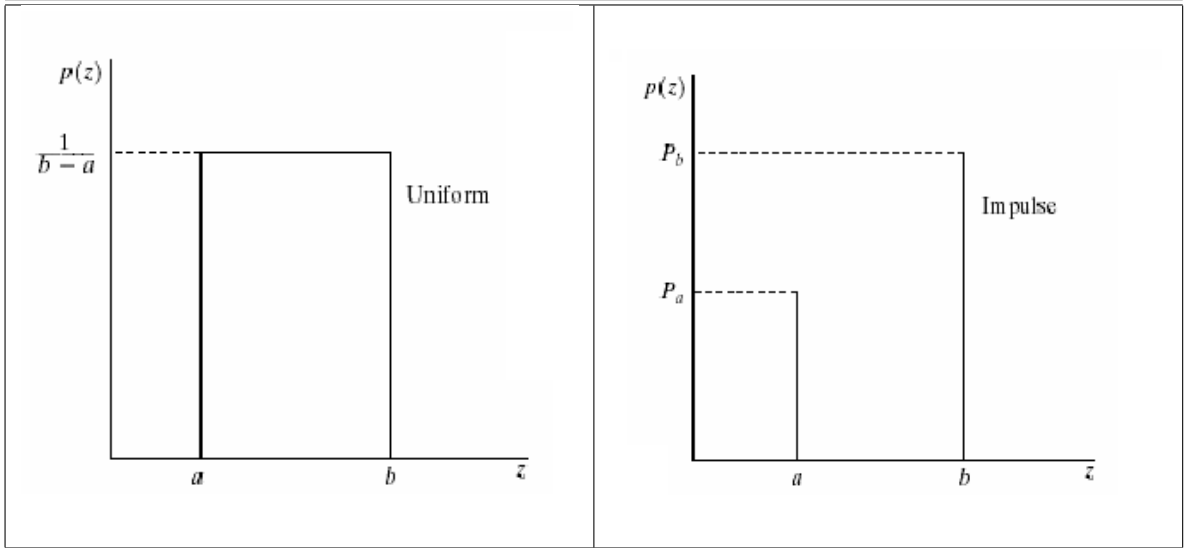 p(z)
1
b − a
Uniform
a
b
z
p(z)
P_b
Impulse
P_a
a
b
z